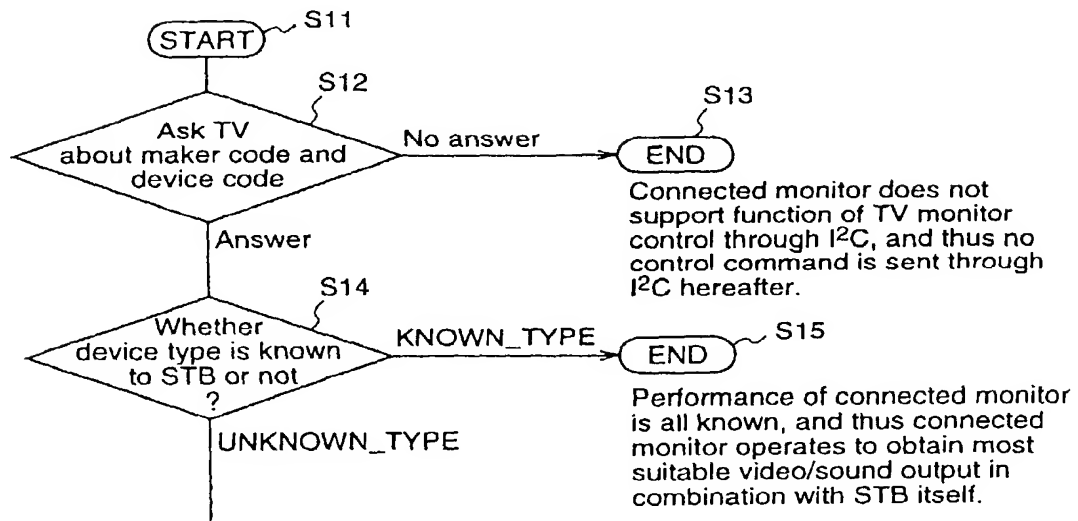 START
S11
S12
Ask TV
about maker code and
device code
No answer
S13
END
Connected monitor does not
support function of TV monitor
control through I²C, and thus no
control command is sent through
I²C hereafter.
Answer
S14
Whether
device type is known
to STB or not
?
KNOWN_TYPE
S15
END
Performance of connected monitor
is all known, and thus connected
monitor operates to obtain most
suitable video/sound output in
combination with STB itself.
UNKNOWN_TYPE